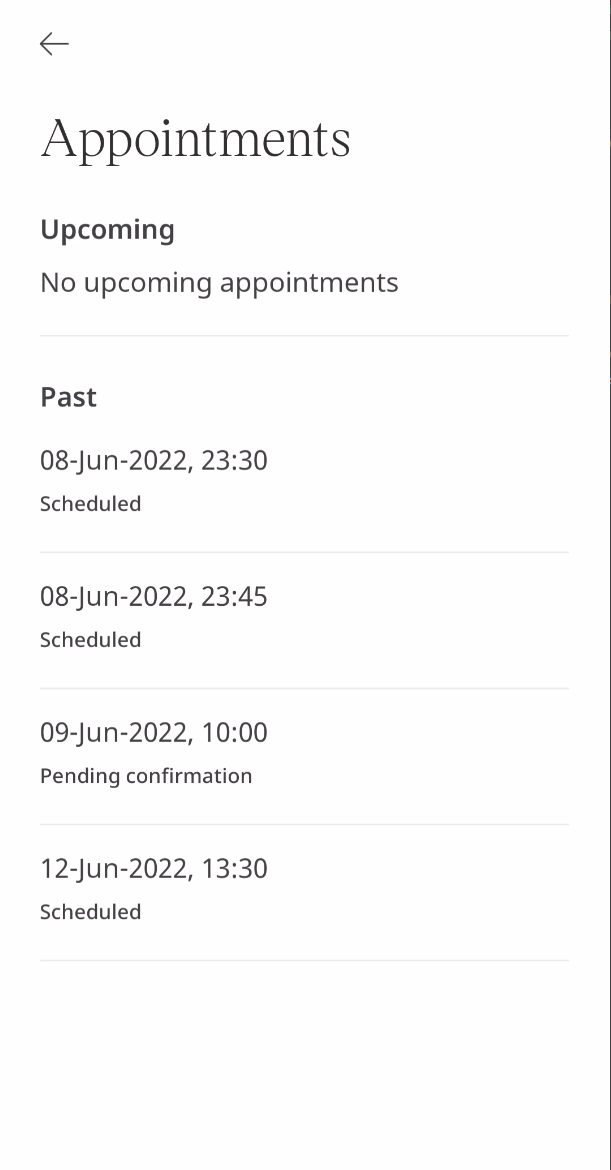 Appointments
Upcoming
No upcoming appointments
Past
08-Jun-2022, 23:30
Scheduled
08-Jun-2022, 23:45
Scheduled
09-Jun-2022, 10:00
Pending confirmation
12-Jun-2022, 13:30
Scheduled